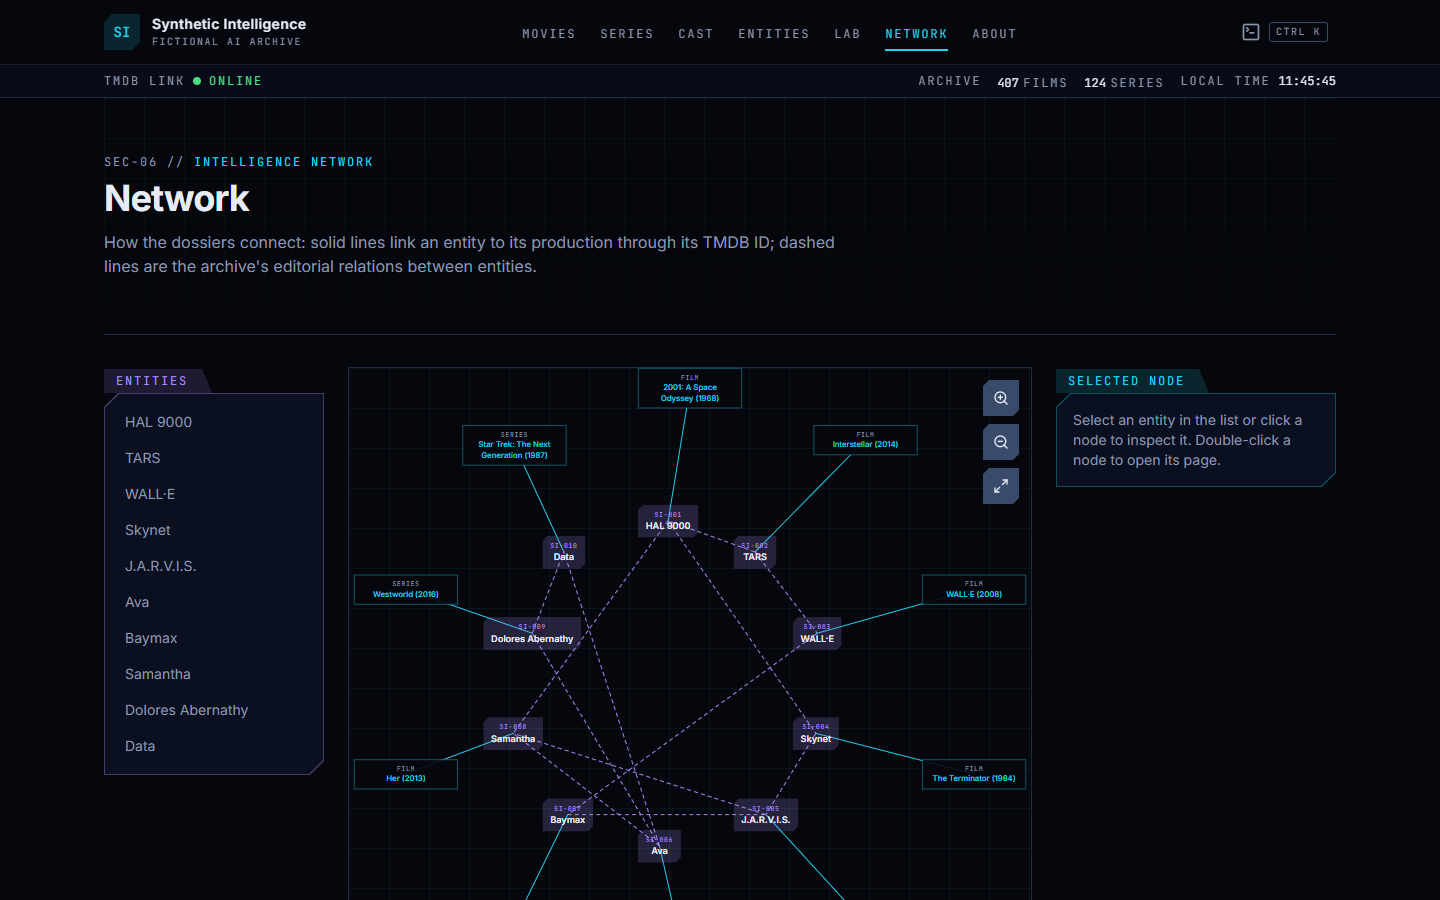 SI
Synthetic Intelligence
FICTIONAL AI ARCHIVE
MOVIES SERIES CAST ENTITIES LAB NETWORK ABOUT
CTRL K
TMDB LINK ONLINE
ARCHIVE 407 FILMS 124 SERIES LOCAL TIME 11:45:45
SEC-06 // INTELLIGENCE NETWORK
Network
How the dossiers connect: solid lines link an entity to its production through its TMDB ID; dashed
lines are the archive's editorial relations between entities.
ENTITIES
HAL 9000
TARS
WALL·E
Skynet
J.A.R.V.I.S.
Ava
Baymax
Samantha
Dolores Abernathy
Data
FILM
2001: A Space
Odyssey (1968)
SERIES
Star Trek: The Next
Generation (1987)
FILM
Interstellar (2014)
SI-001
HAL 9000
SI-010
Data
SI-002
TARS
SERIES
Westworld (2016)
FILM
WALL·E (2008)
SI-009
Dolores Abernathy
SI-003
WALL·E
SI-008
Samantha
SI-004
Skynet
FILM
Her (2013)
FILM
The Terminator (1984)
SI-007
Baymax
SI-005
J.A.R.V.I.S.
SI-006
Ava
SELECTED NODE
Select an entity in the list or click a
node to inspect it. Double-click a
node to open its page.